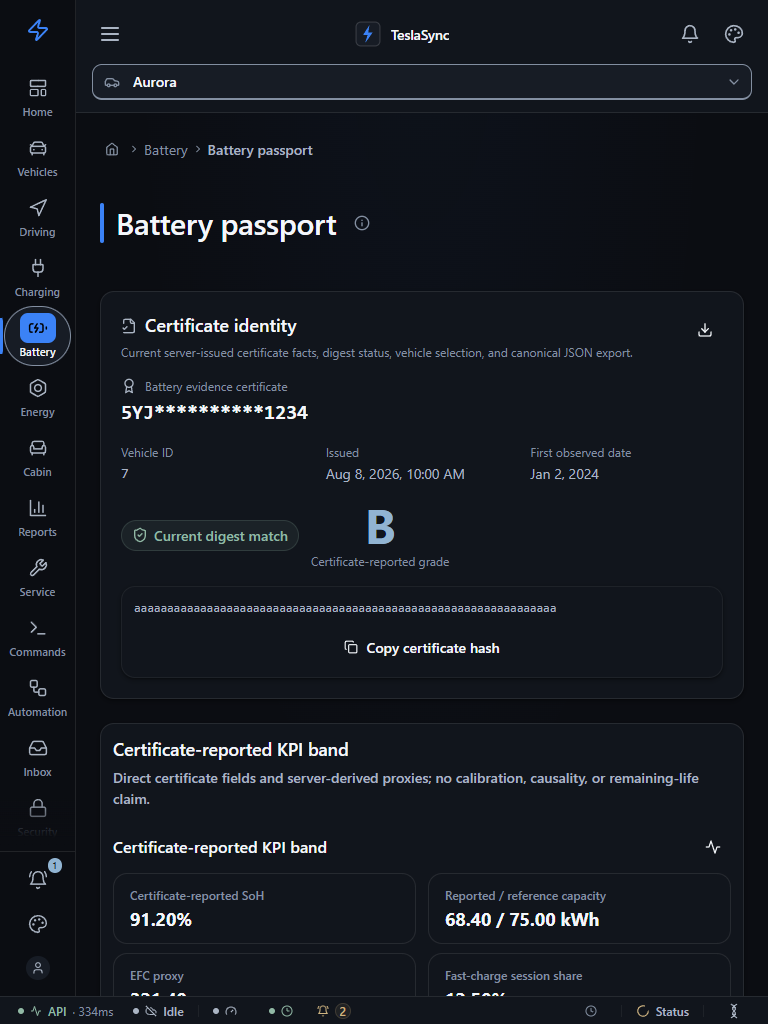 TeslaSync
Aurora
Home
Vehicles
Driving
Charging
Battery
Energy
Cabin
Reports
Service
Commands
Automation
Inbox
Security
1
Battery
Battery passport
Battery passport
Certificate identity
Current server-issued certificate facts, digest status, vehicle selection, and canonical JSON export.
Battery evidence certificate
5YJ**********1234
Vehicle ID
Issued
First observed date
7
Aug 8, 2026, 10:00 AM
Jan 2, 2024
Current digest match
B
Certificate-reported grade
aaaaaaaaaaaaaaaaaaaaaaaaaaaaaaaaaaaaaaaaaaaaaaaaaaaaaaaaaaaaaaaa
Copy certificate hash
Certificate-reported KPI band
Direct certificate fields and server-derived proxies; no calibration, causality, or remaining-life
claim.
Certificate-reported KPI band
Certificate-reported SoH
91.20%
Reported / reference capacity
68.40 / 75.00 kWh
EFC proxy
Fast-charge session share
API · 334ms
Idle
2
Status